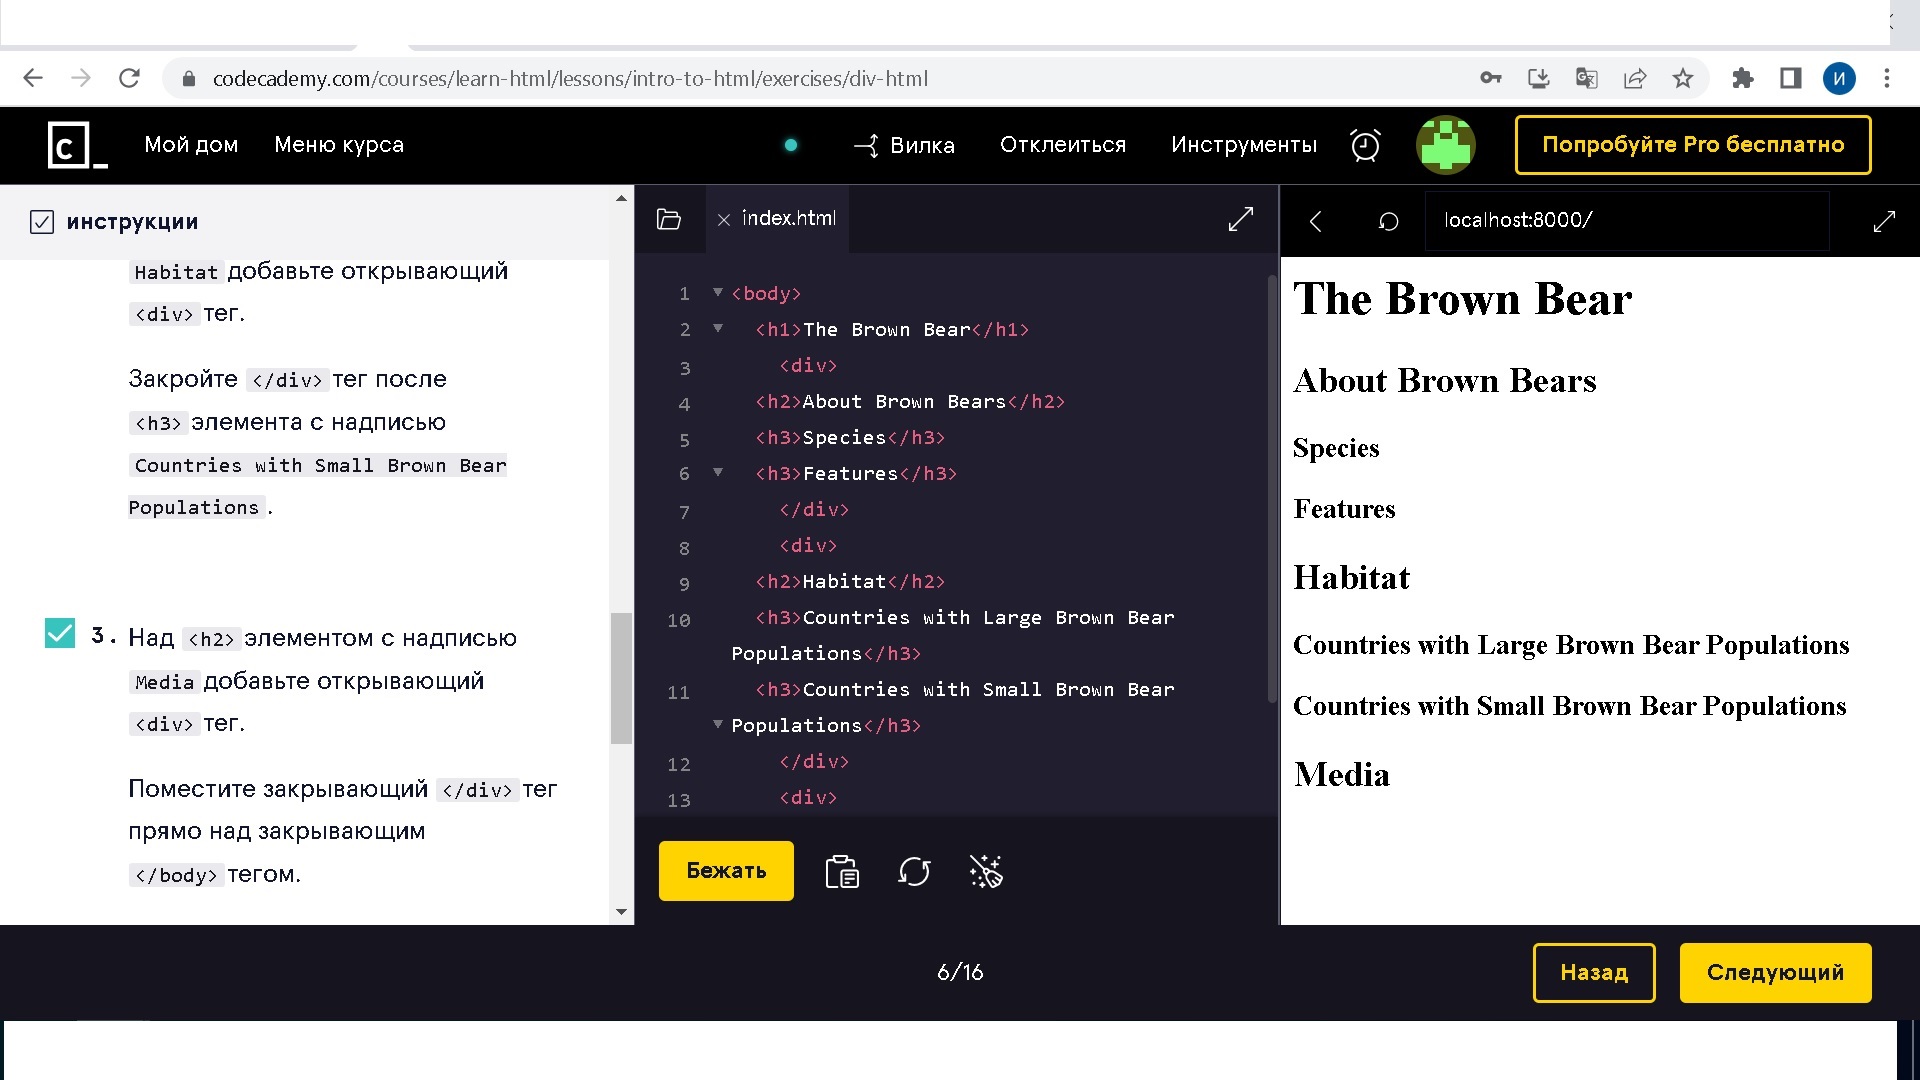 codecademy.com/courses/learn-html/lessons/intro-to-html/exercises/div-html
И
c_
Мой дом
Меню курса
Вилка
Отклеиться
Инструменты
Попробуйте Pro бесплатно
инструкции
Habitat добавьте открывающий
<div> тег.
Закройте </div> тег после
<h3> элемента с надписью
Countries with Small Brown Bear
Populations .
3. Над <h2> элементом с надписью
Media добавьте открывающий
<div> тег.
Поместите закрывающий </div> тег
прямо над закрывающим
</body> тегом.
index.html
1 <body>
2 <h1>The Brown Bear</h1>
3 <div>
4 <h2>About Brown Bears</h2>
5 <h3>Species</h3>
6 <h3>Features</h3>
7 </div>
8 <div>
9 <h2>Habitat</h2>
10 <h3>Countries with Large Brown Bear
Populations</h3>
11 <h3>Countries with Small Brown Bear
Populations</h3>
12 </div>
13 <div>
Бежать
localhost:8000/
The Brown Bear
About Brown Bears
Species
Features
Habitat
Countries with Large Brown Bear Populations
Countries with Small Brown Bear Populations
Media
6/16
Назад
Следующий